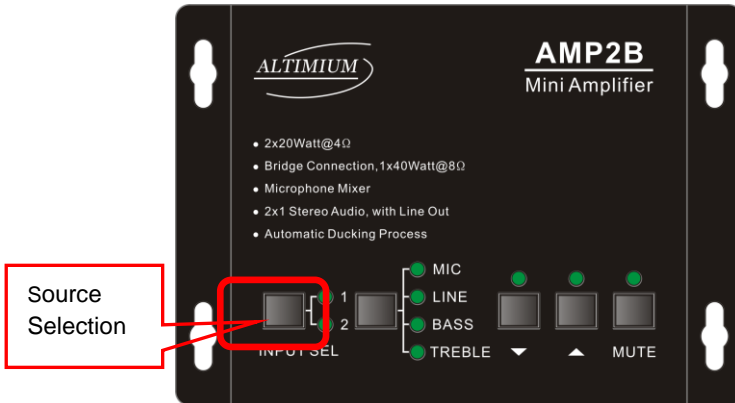 ALTIMIUM
AMP2B
Mini Amplifier
• 2x20Watt@4Ω
• Bridge Connection,1x40Watt@8Ω
• Microphone Mixer
• 2x1 Stereo Audio, with Line Out
• Automatic Ducking Process
Source
Selection
1
2
INPUT SEL
MIC
LINE
BASS
TREBLE
MUTE